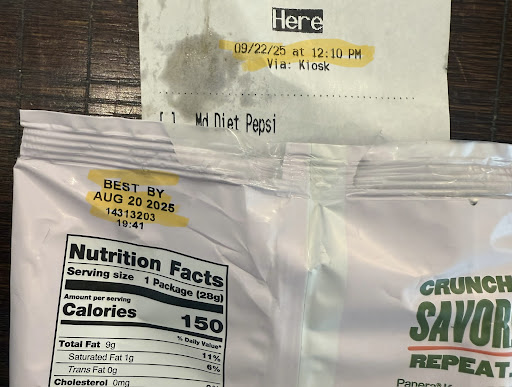 Here
09/22/25 at 12:10 PM
Via: Kiosk
[ ] Md Diet Pepsi
BEST BY
AUG 20 2025
14313203
19:41
Nutrition Facts
Serving size 1 Package (28g)
Amount per serving
Calories 150
% Daily Value*
Total Fat 9g 11%
Saturated Fat 1g 6%
Trans Fat 0g
Cholesterol 0mg
CRUNCH
SAVOR
REPEAT.
Panera's